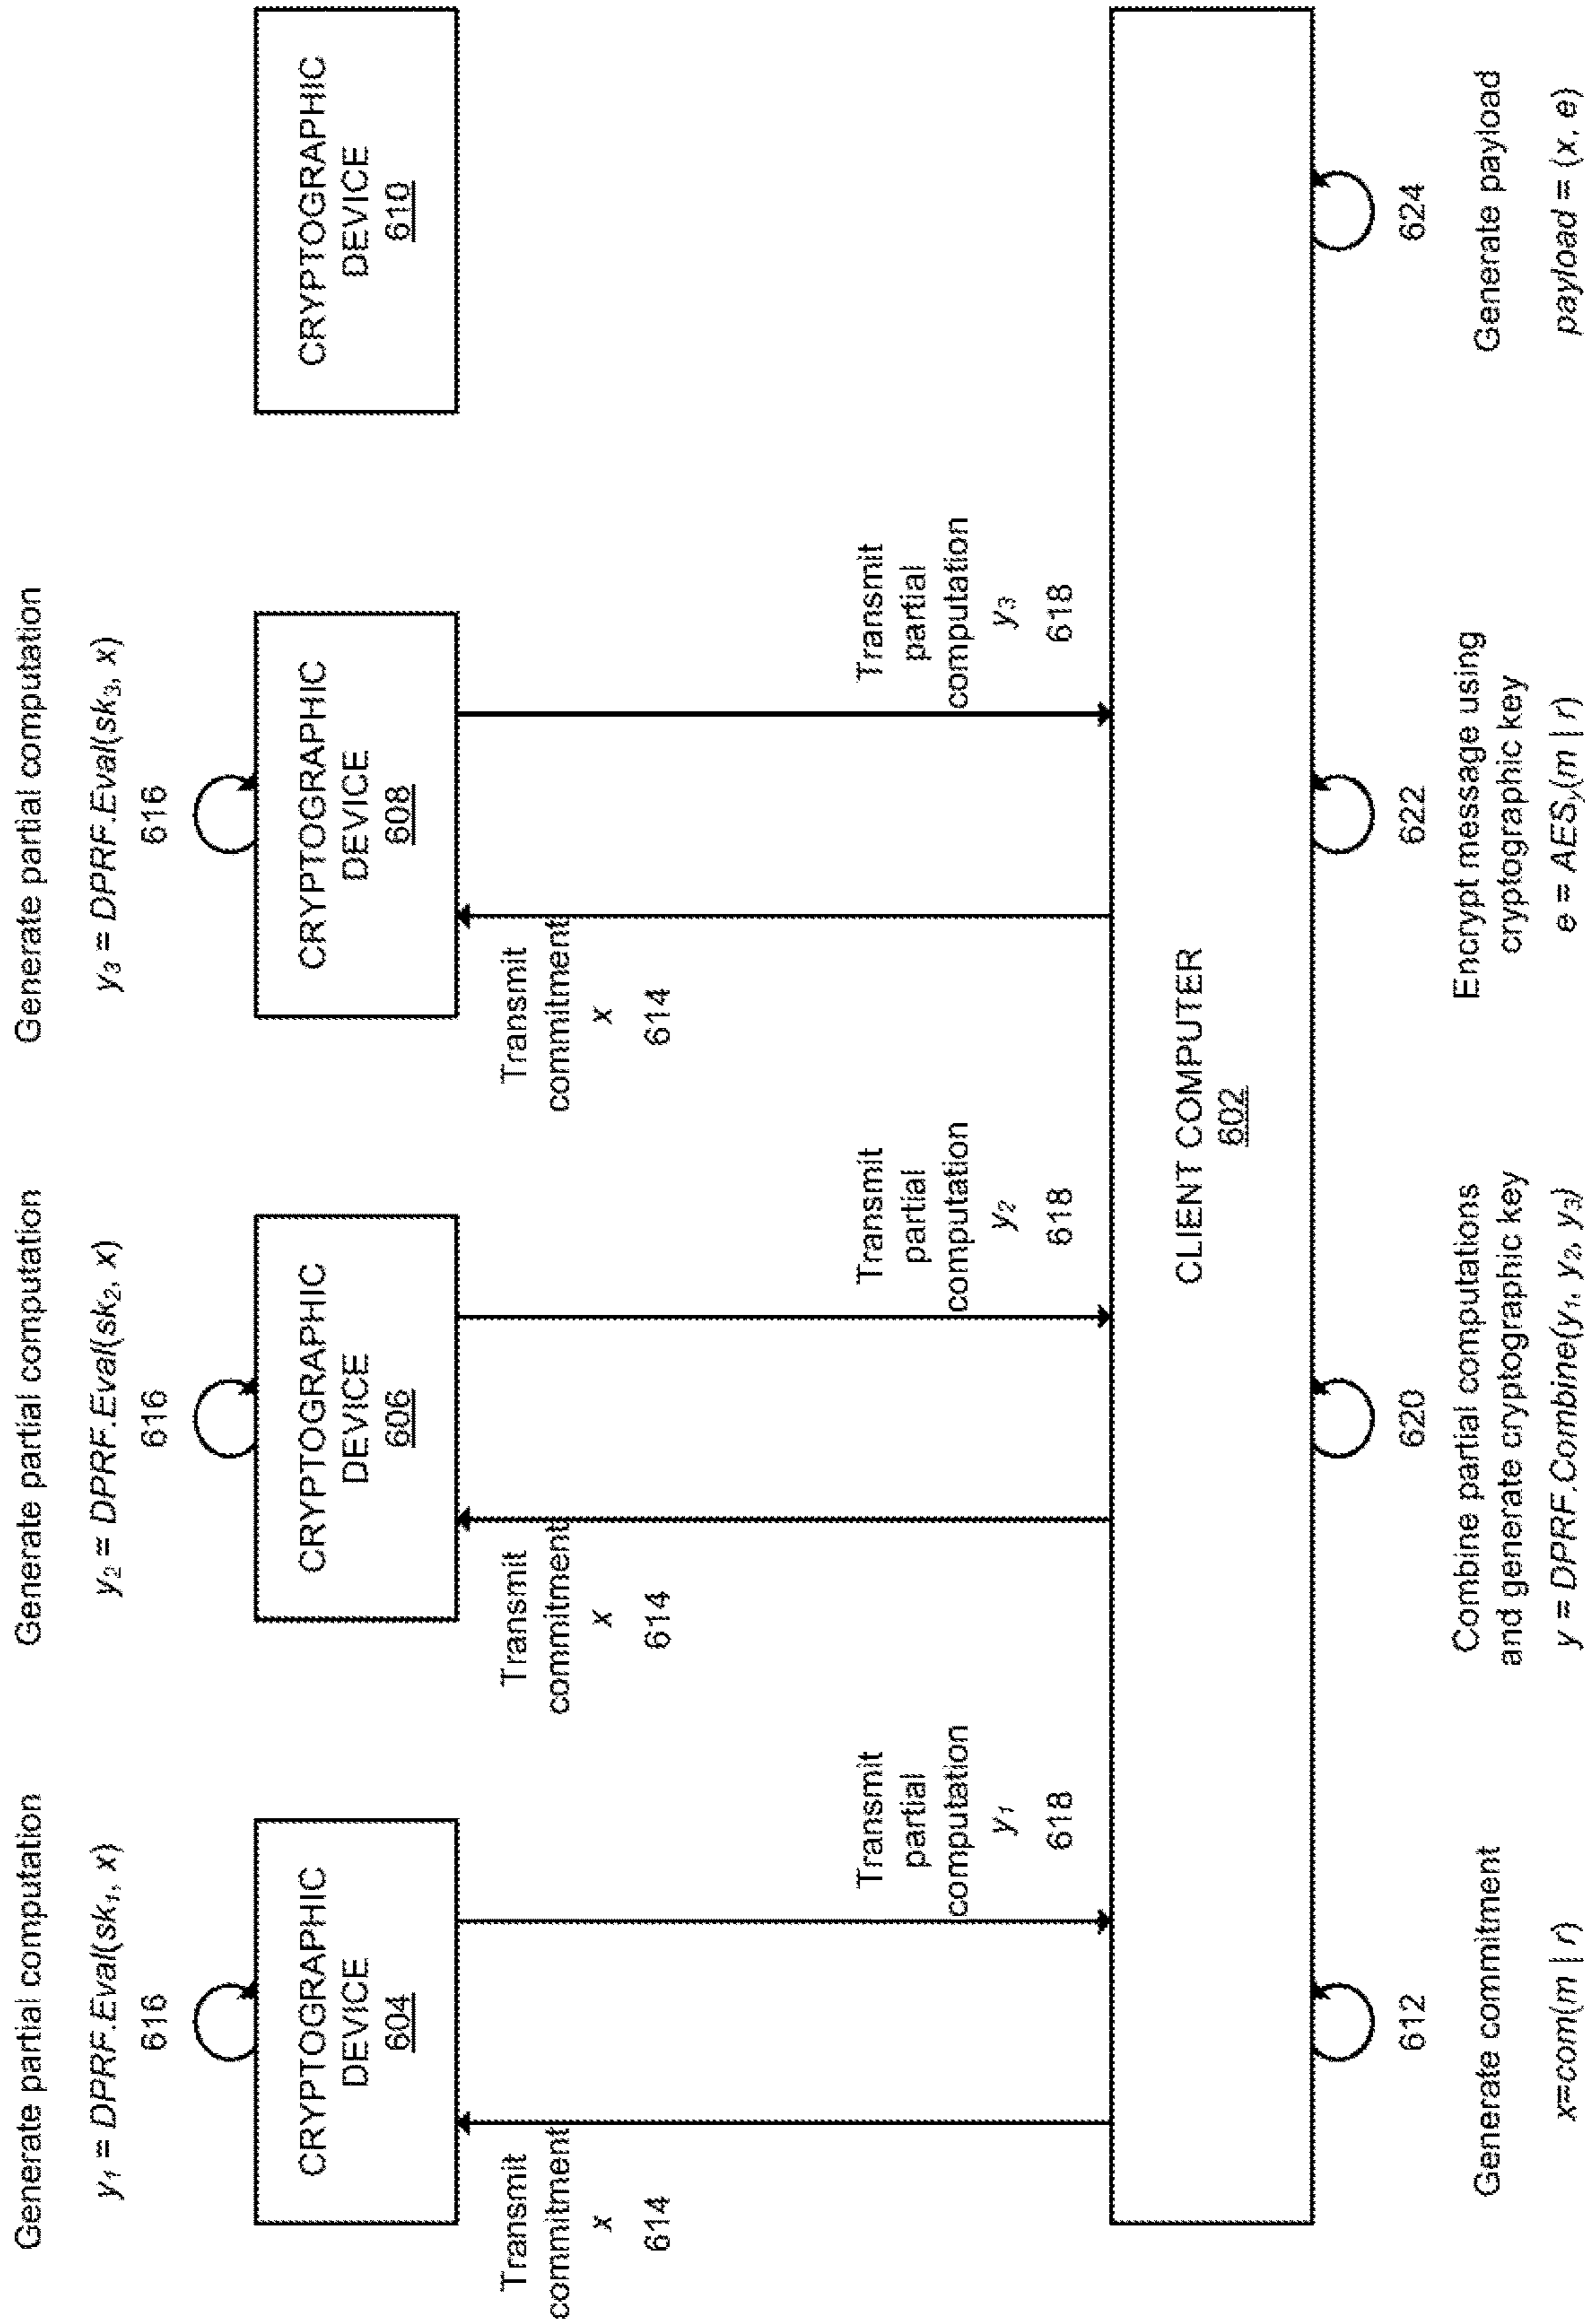 Generate partial computation
y₁ = DPRF.Eval(sk₁, x)
616
CRYPTOGRAPHIC
DEVICE
604
Generate partial computation
y₂ = DPRF.Eval(sk₂, x)
616
CRYPTOGRAPHIC
DEVICE
606
Generate partial computation
y₃ = DPRF.Eval(sk₃, x)
616
CRYPTOGRAPHIC
DEVICE
608
CRYPTOGRAPHIC
DEVICE
610
Transmit
commitment
x
614
Transmit
partial
computation
y₁
618
Transmit
commitment
x
614
Transmit
partial
computation
y₂
618
Transmit
commitment
x
614
Transmit
partial
computation
y₃
618
CLIENT COMPUTER
602
612
Generate commitment
x=com(m | r)
620
Combine partial computations
and generate cryptographic key
y = DPRF.Combine(y₁, y₂, y₃)
622
Encrypt message using
cryptographic key
e = AESᵧ(m | r)
624
Generate payload
payload = (x, e)